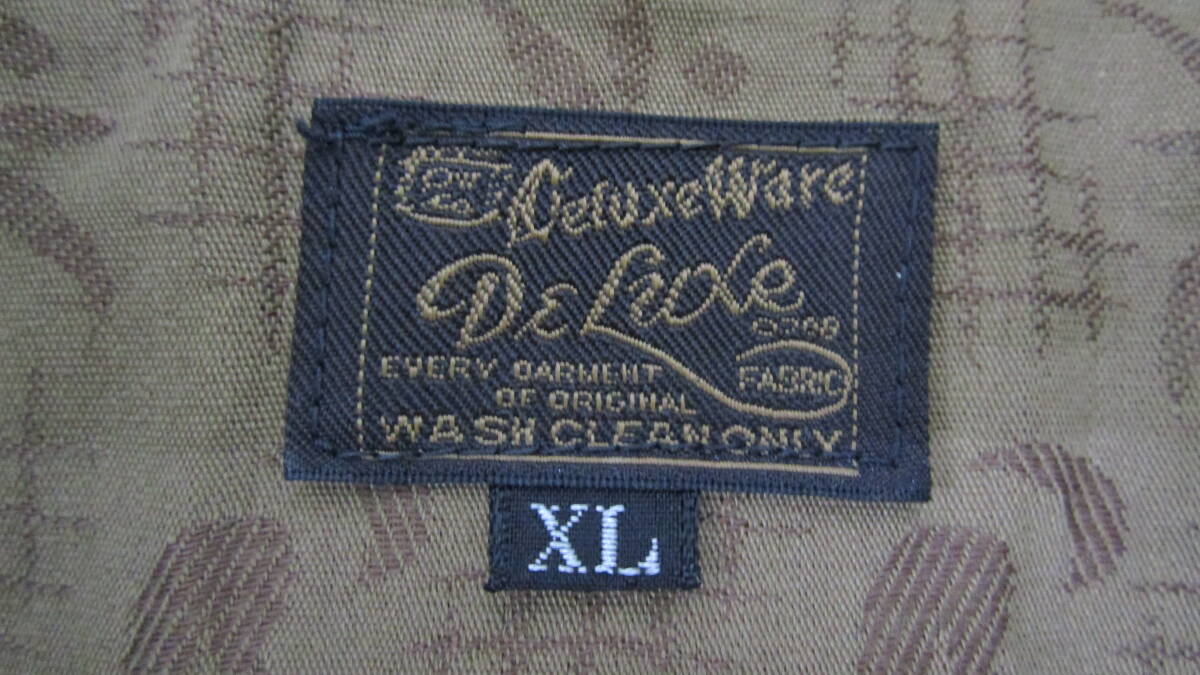 DeluxeWare
DeLuxe
EVERY GARMENT
FABRIC
OF ORIGINAL
WASH CLEAN ONLY
XL